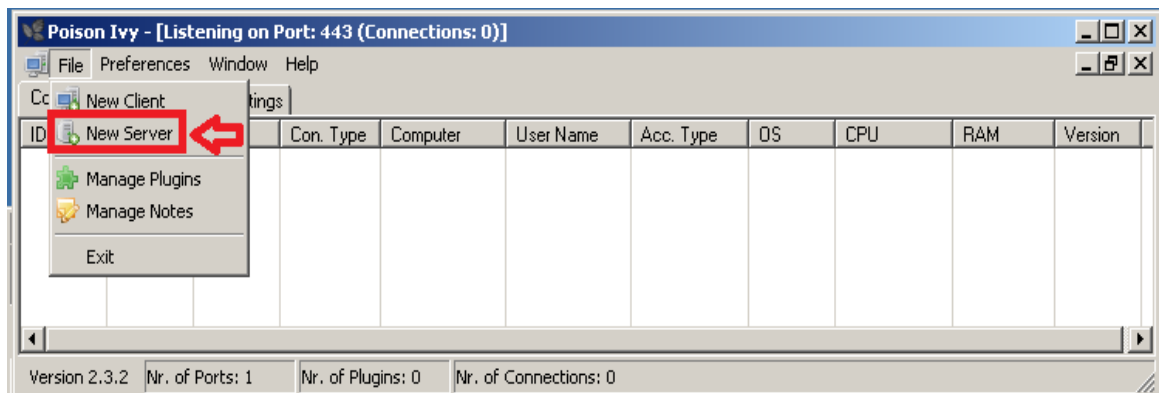 Poison Ivy - [Listening on Port: 443 (Connections: 0)]
File Preferences Window Help
New Client
New Server
ID Con. Type Computer User Name Acc. Type OS CPU RAM Version
Manage Plugins
Manage Notes
Exit
Version 2.3.2 Nr. of Ports: 1 Nr. of Plugins: 0 Nr. of Connections: 0